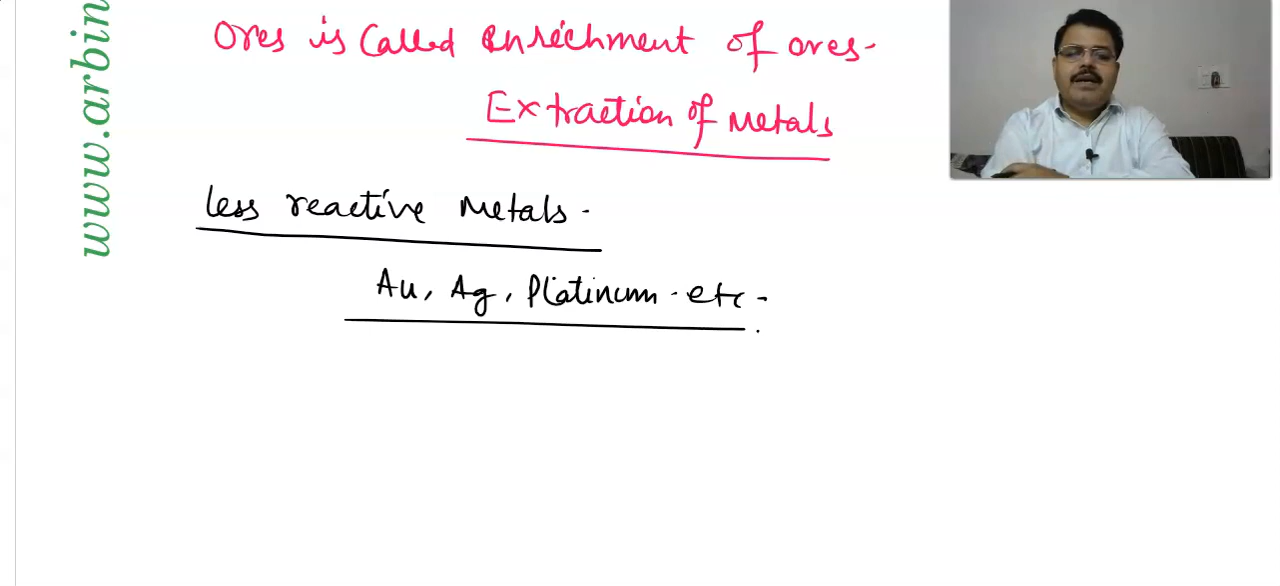 www.arbin
Ores is called enrichment of ores-
Extraction of Metals
less reactive Metals -
Au, Ag, Platinum - etc -